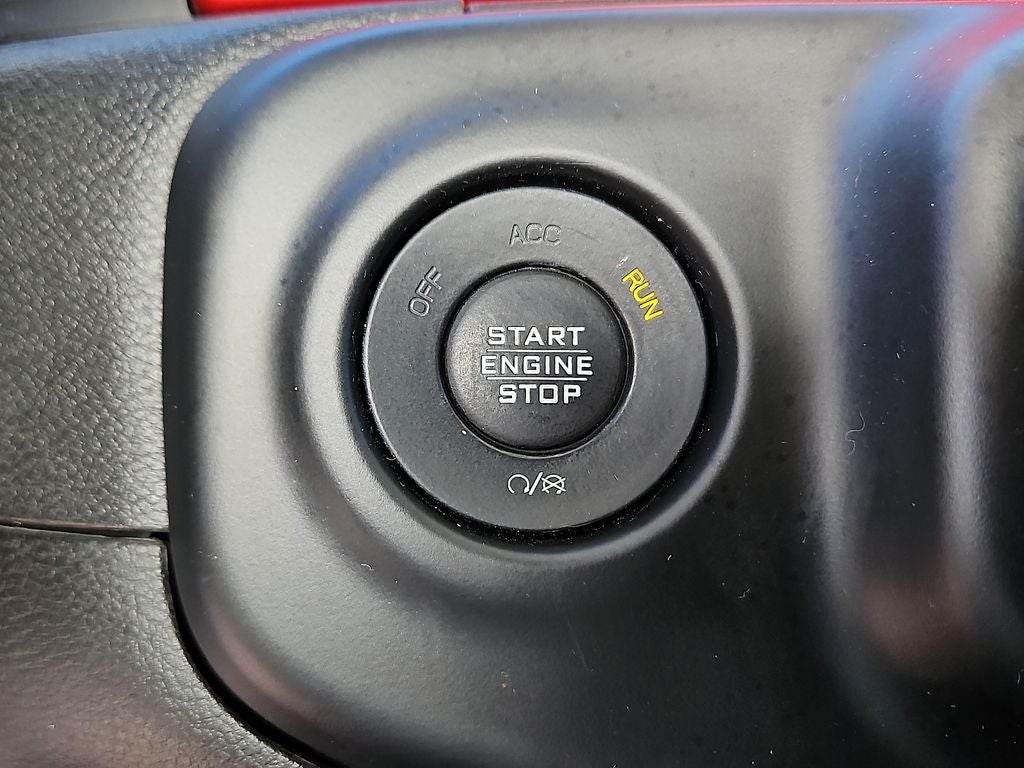 OFF
ACC
RUN
START
ENGINE
STOP